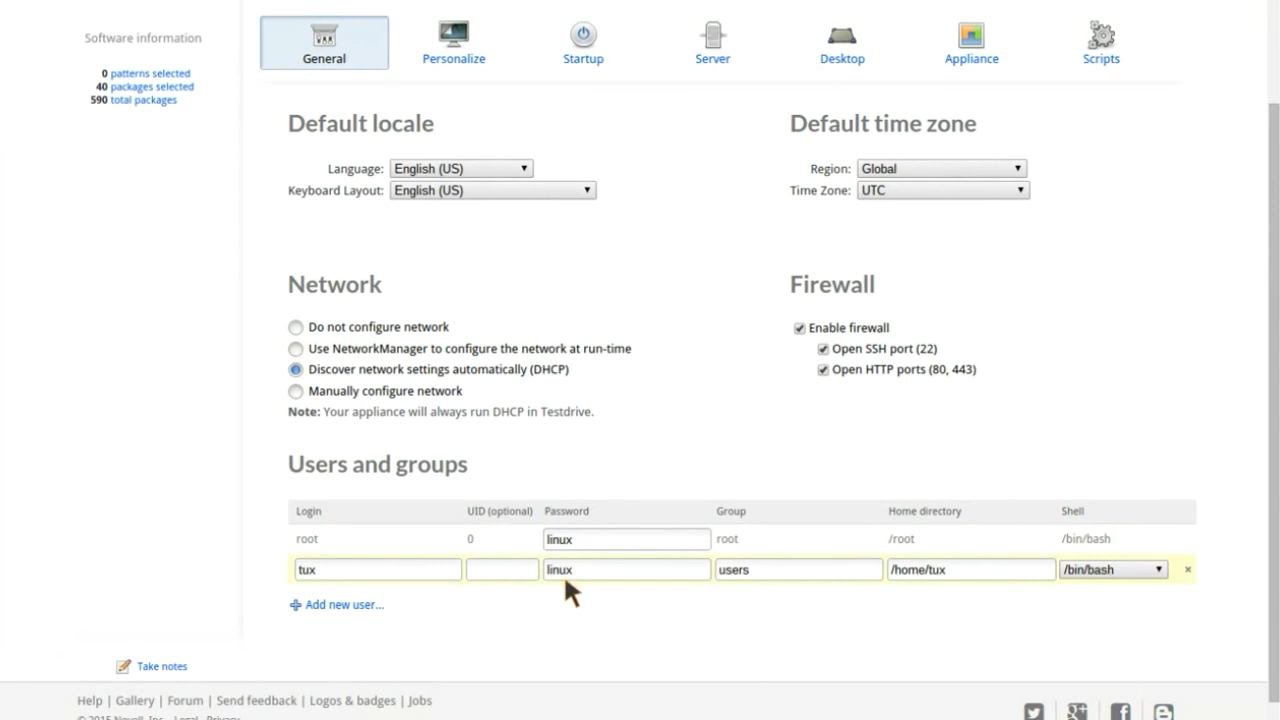 Software information
0 patterns selected
40 packages selected
590 total packages
General
Personalize
Startup
Server
Desktop
Appliance
Scripts
Default locale
Language: English (US)
Keyboard Layout: English (US)
Default time zone
Region: Global
Time Zone: UTC
Network
Do not configure network
Use NetworkManager to configure the network at run-time
Discover network settings automatically (DHCP)
Manually configure network
Note: Your appliance will always run DHCP in Testdrive.
Firewall
Enable firewall
Open SSH port (22)
Open HTTP ports (80, 443)
Users and groups
Login UID (optional) Password Group Home directory Shell
root 0 linux root /root /bin/bash
tux linux users /home/tux /bin/bash ×
Add new user...
Take notes
Help | Gallery | Forum | Send feedback | Logos & badges | Jobs
© 2015 Novell, Inc. Legal Privacy